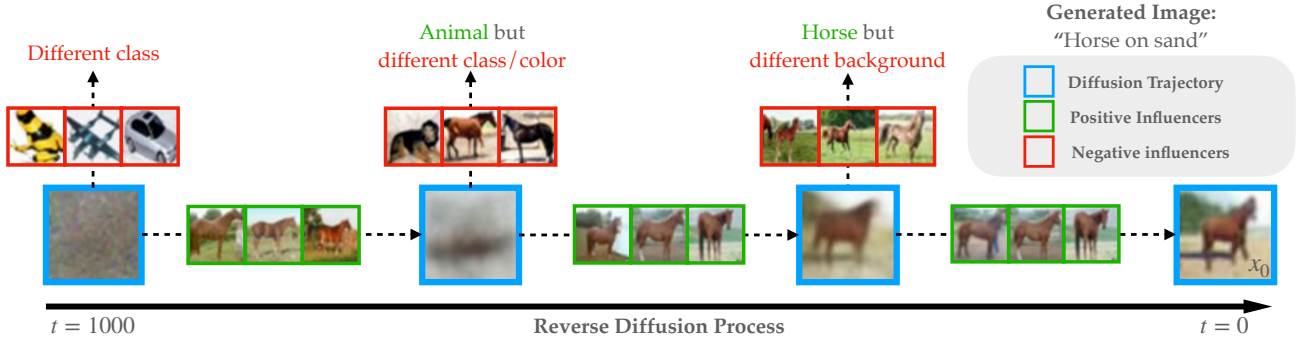 Different class
Animal but
different class/color
Horse but
different background
Generated Image:
“Horse on sand”
Diffusion Trajectory
Positive Influencers
Negative influencers
x0
t = 1000
Reverse Diffusion Process
t = 0